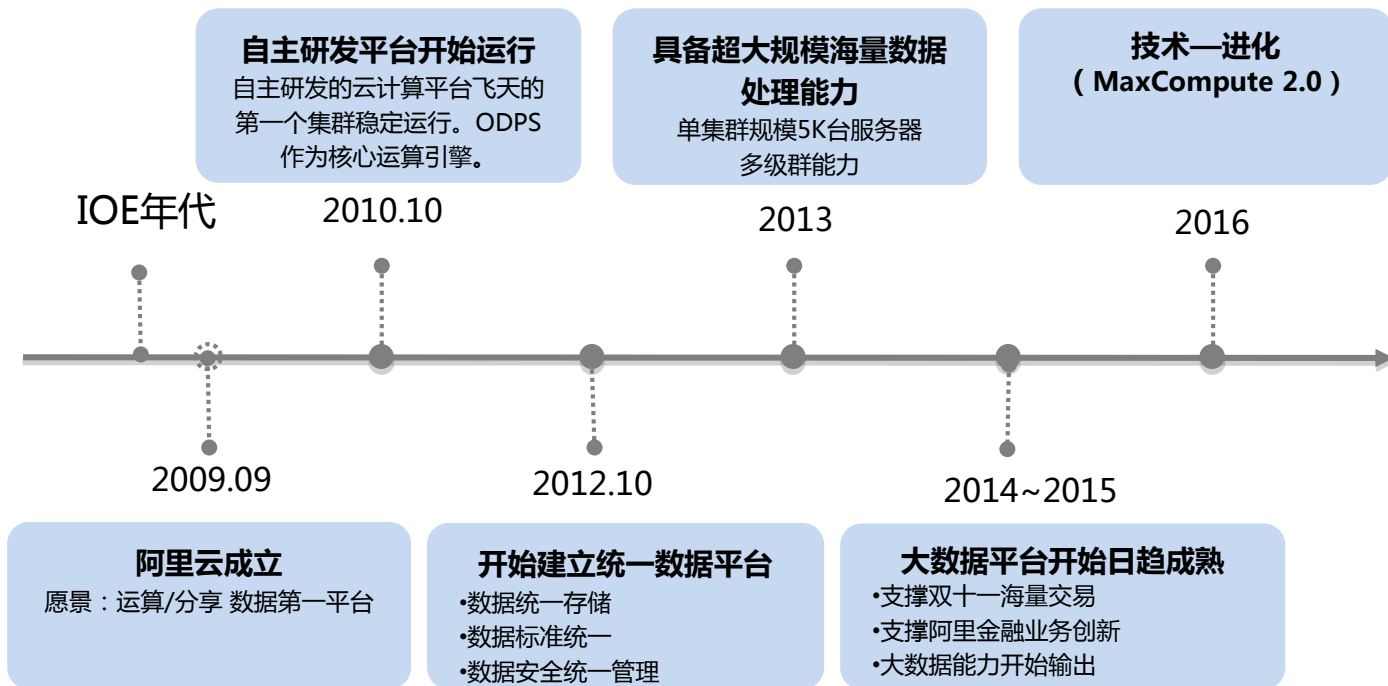 自主研发平台开始运行
自主研发的云计算平台飞天的
第一个集群稳定运行。ODPS
作为核心运算引擎。
具备超大规模海量数据
处理能力
单集群规模5K台服务器
多级群能力
技术—进化
（MaxCompute 2.0）
IOE年代
2010.10
2013
2016
2009.09
2012.10
2014~2015
阿里云成立
愿景：运算/分享 数据第一平台
开始建立统一数据平台
•数据统一存储
•数据标准统一
•数据安全统一管理
大数据平台开始日趋成熟
•支撑双十一海量交易
•支撑阿里金融业务创新
•大数据能力开始输出